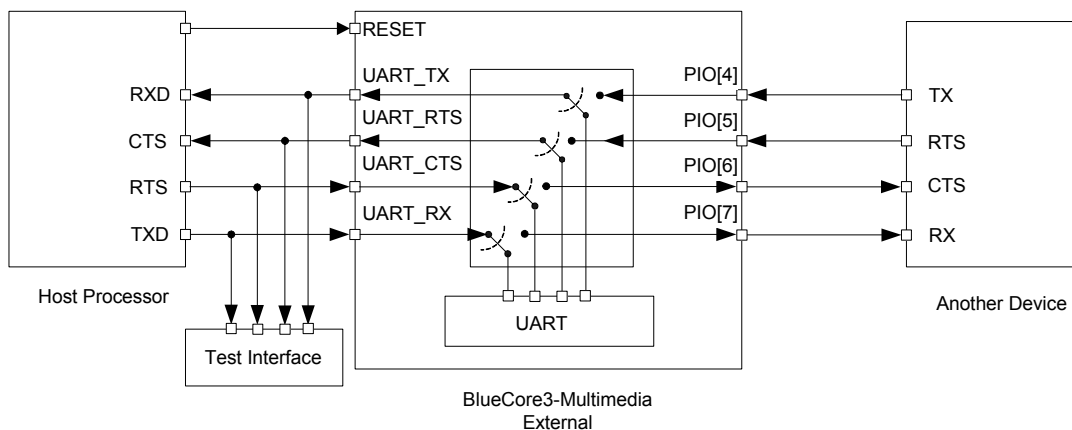 RESET
UART_TX
PIO[4]
RXD
TX
UART_RTS
PIO[5]
CTS
RTS
UART_CTS
PIO[6]
RTS
CTS
UART_RX
PIO[7]
TXD
RX
Host Processor
Another Device
UART
Test Interface
BlueCore3-Multimedia
External